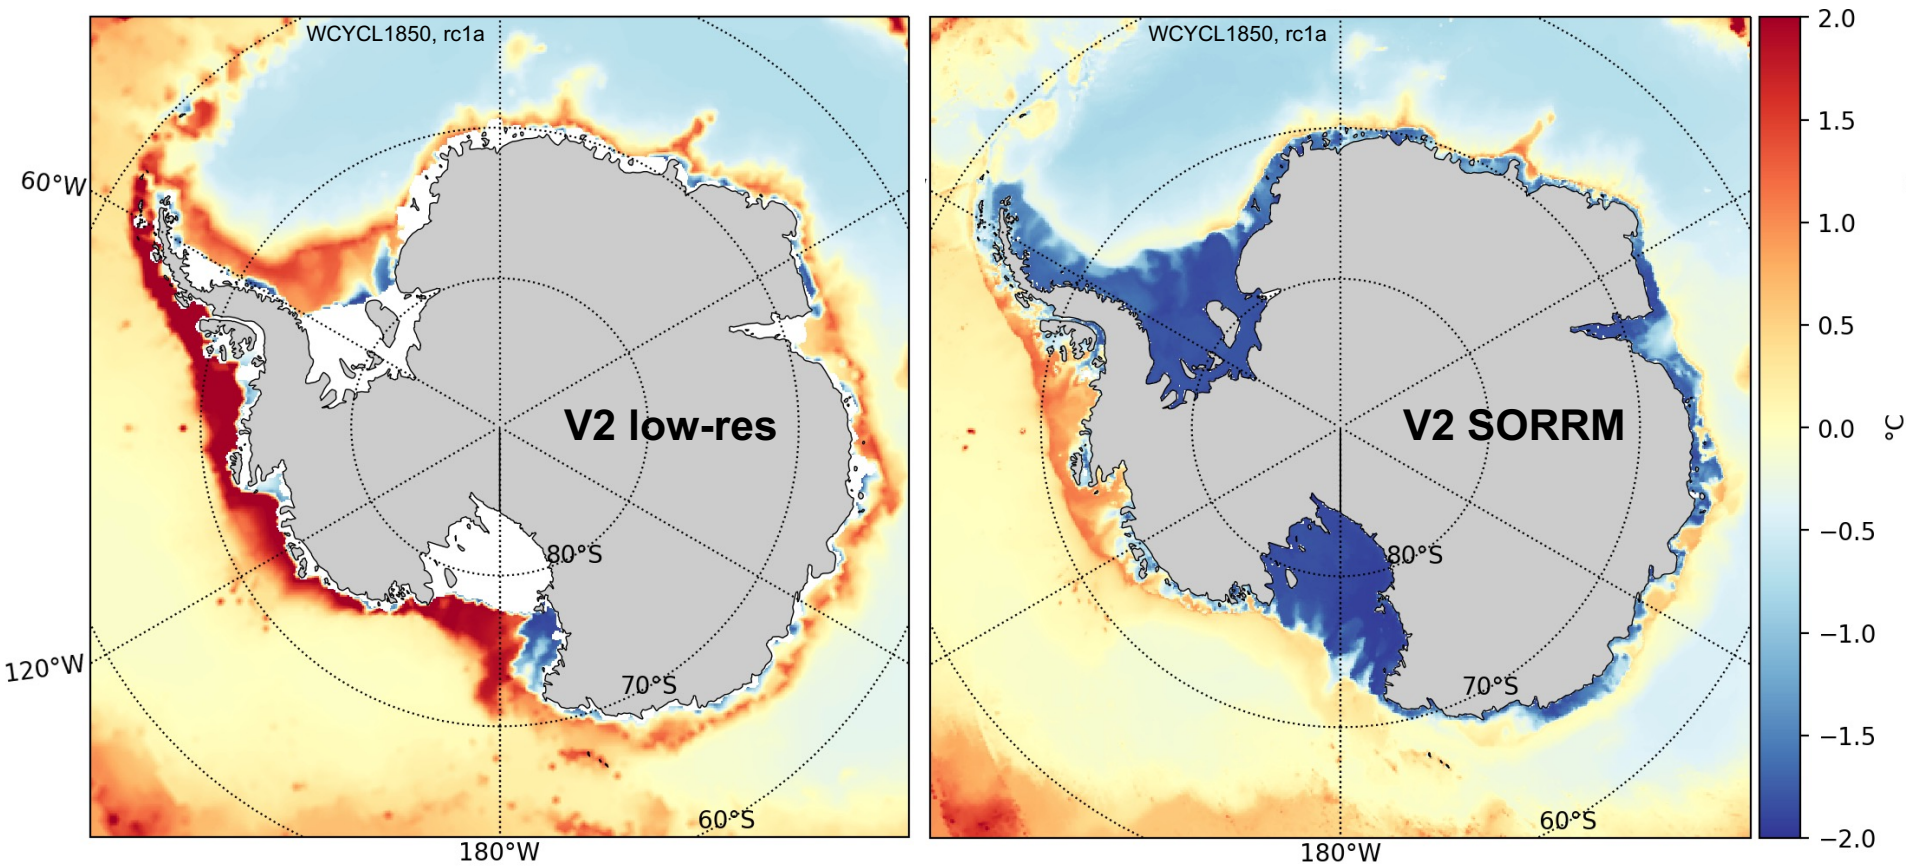 WCYCL1850, rc1a
WCYCL1850, rc1a
2.0
1.5
1.0
0.5
0.0
−0.5
−1.0
−1.5
−2.0
°C
60°W
120°W
V2 low-res
V2 SORRM
80°S
80°S
70°S
70°S
60°S
60°S
180°W
180°W